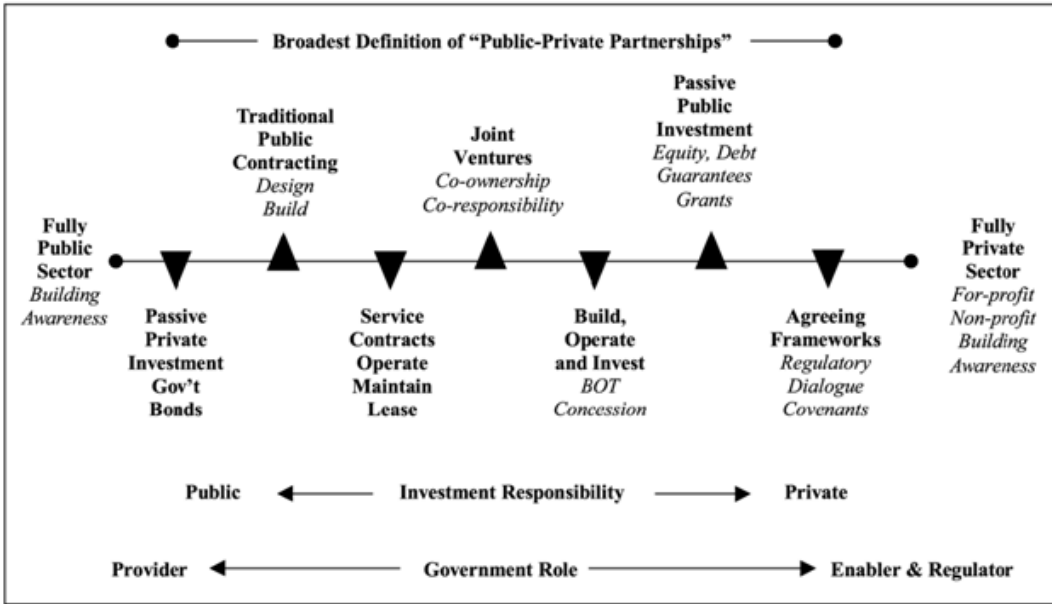 Broadest Definition of “Public-Private Partnerships”
Traditional
Public
Contracting
Design
Build
Joint
Ventures
Co-ownership
Co-responsibility
Passive
Public
Investment
Equity, Debt
Guarantees
Grants
Fully
Public
Sector
Building
Awareness
Fully
Private
Sector
For-profit
Non-profit
Building
Awareness
Passive
Private
Investment
Gov’t
Bonds
Service
Contracts
Operate
Maintain
Lease
Build,
Operate
and Invest
BOT
Concession
Agreeing
Frameworks
Regulatory
Dialogue
Covenants
Public Investment Responsibility Private
Provider Government Role Enabler & Regulator